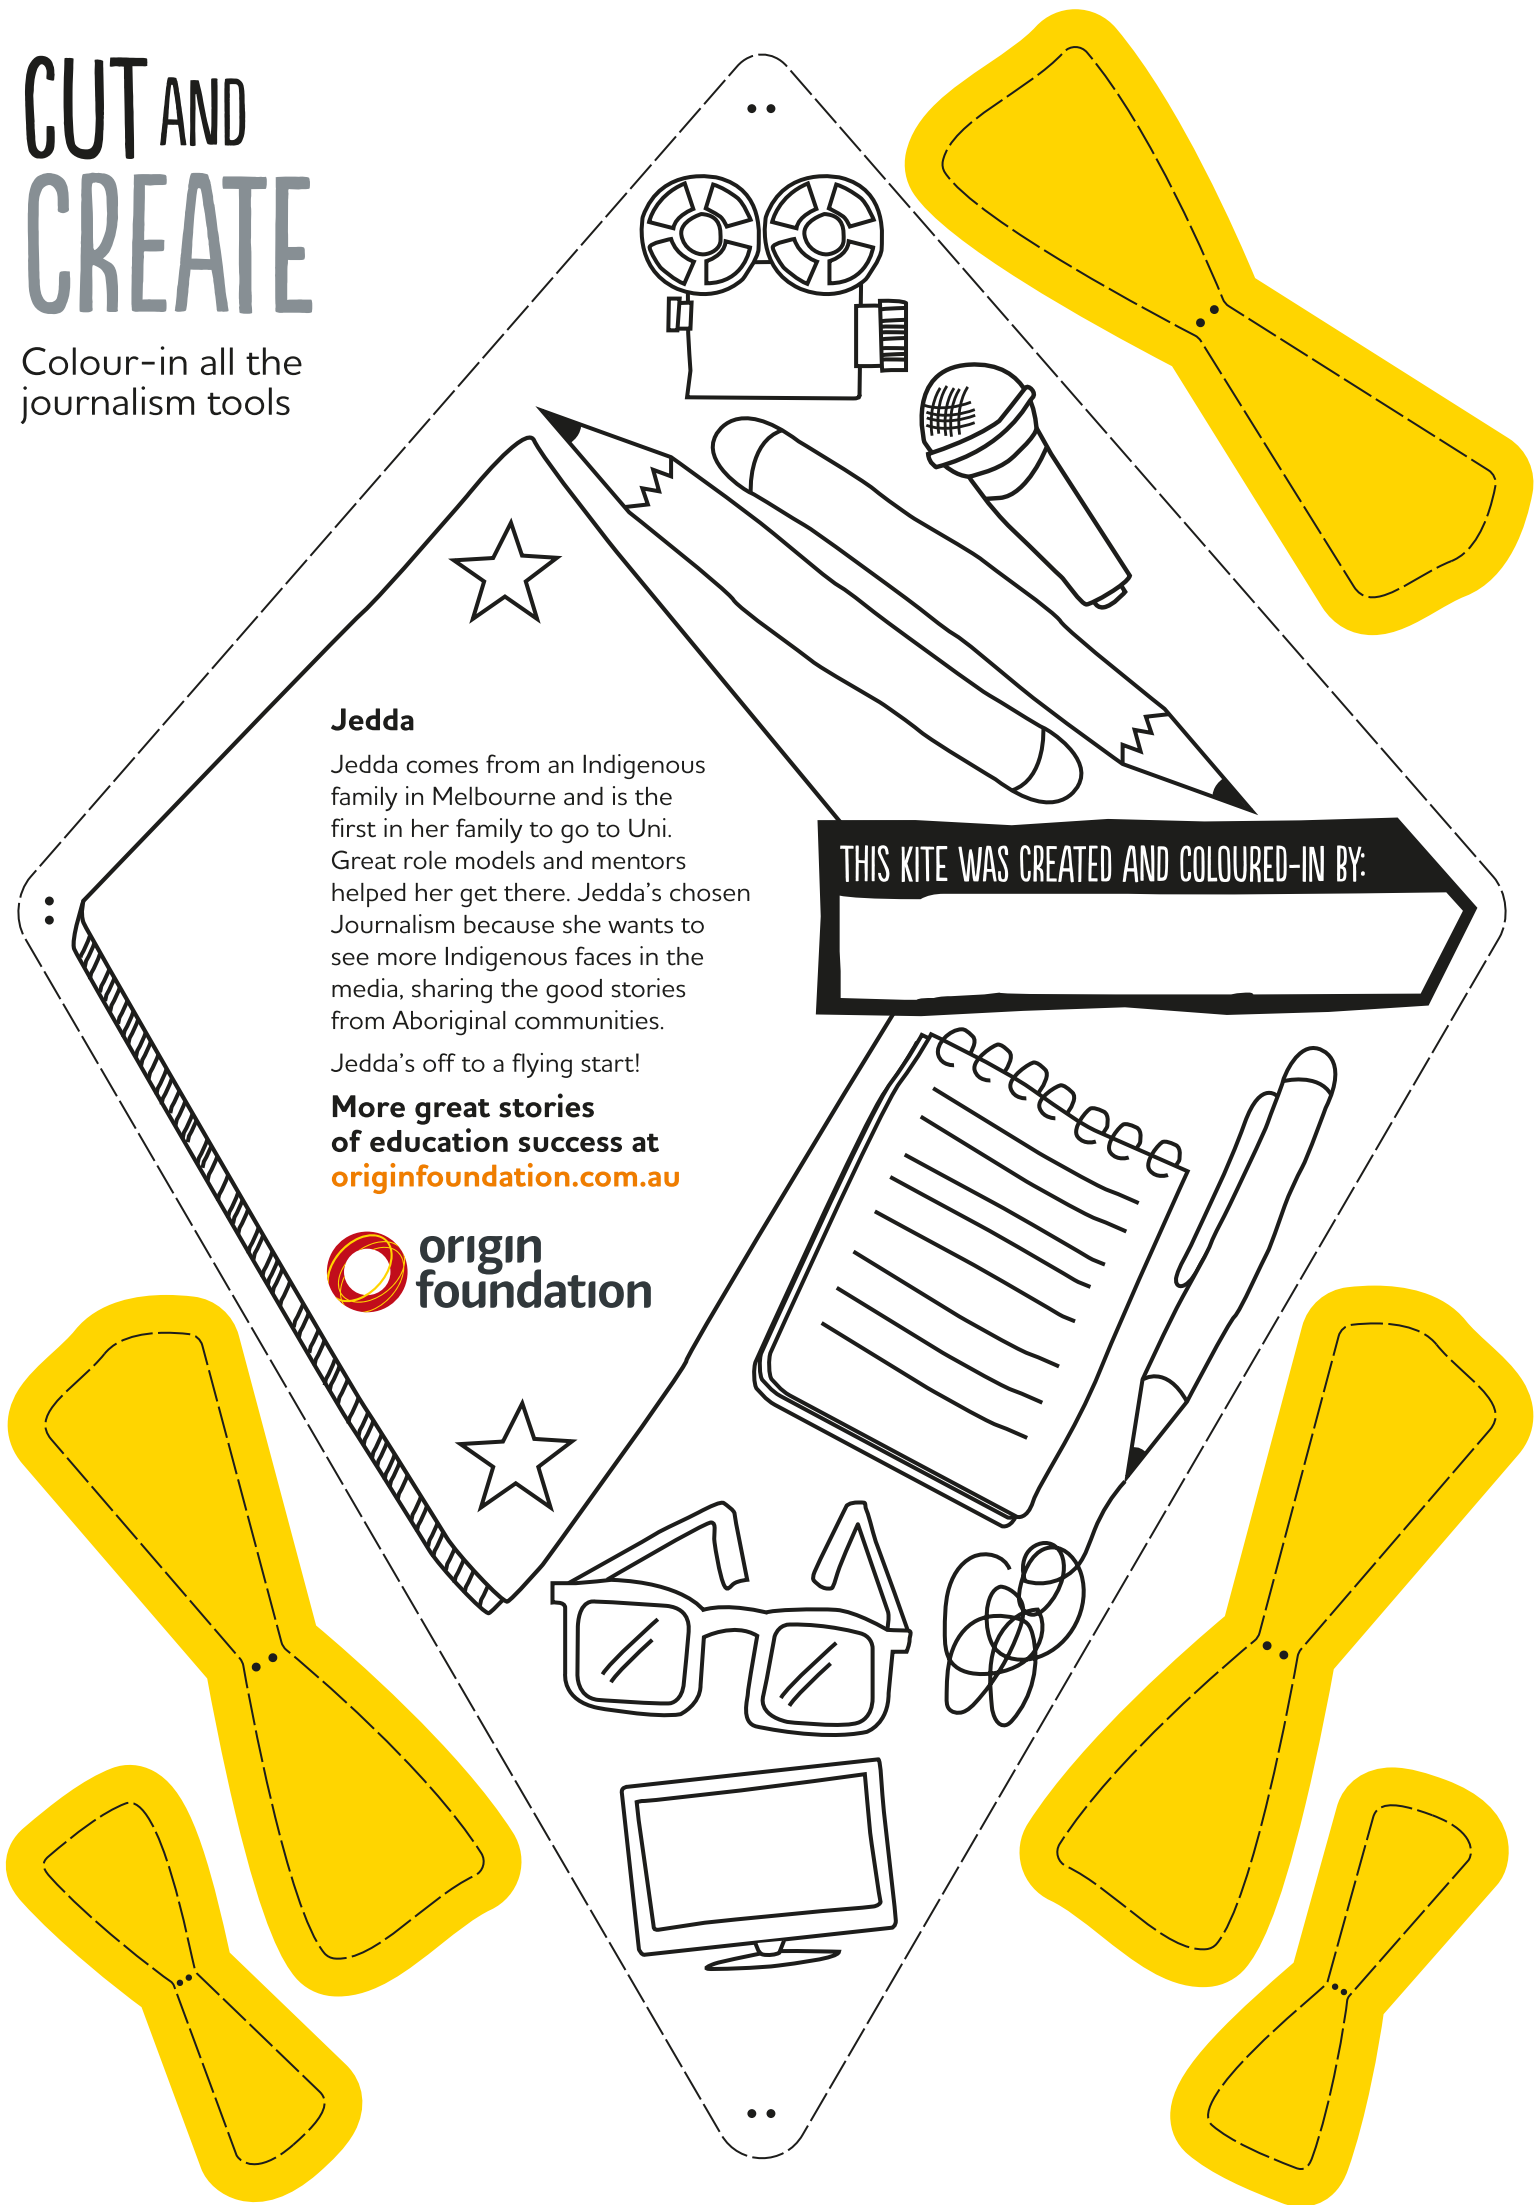 CUT AND
CREATE
Colour-in all the
journalism tools
Jedda
Jedda comes from an Indigenous
family in Melbourne and is the
first in her family to go to Uni.
Great role models and mentors
helped her get there. Jedda's chosen
Journalism because she wants to
see more Indigenous faces in the
media, sharing the good stories
from Aboriginal communities.
Jedda's off to a flying start!
More great stories
of education success at
originfoundation.com.au
origin
foundation
THIS KITE WAS CREATED AND COLOURED-IN BY: